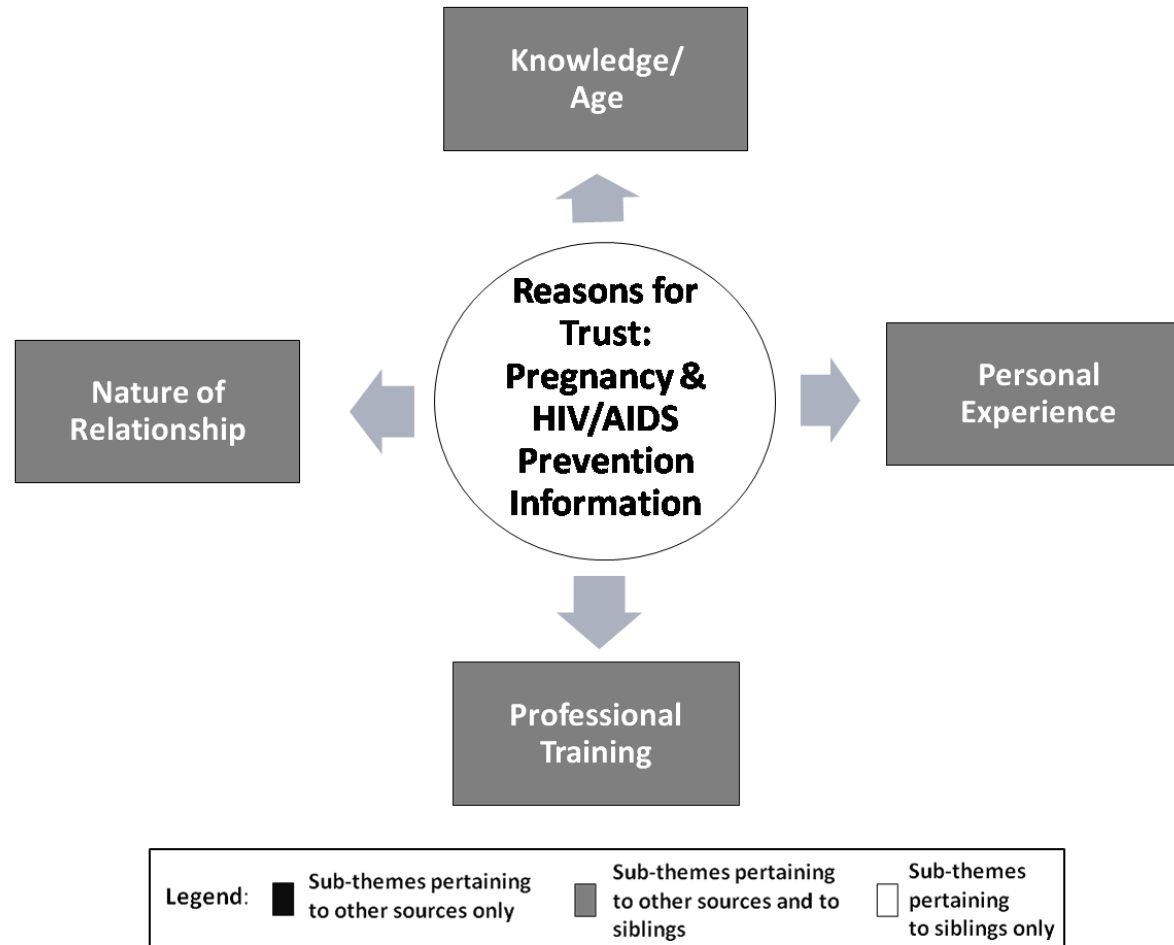 Knowledge/
Age
Reasons for
Trust:
Pregnancy &
HIV/AIDS
Prevention
Information
Nature of
Relationship
Personal
Experience
Professional
Training
Legend:
Sub-themes pertaining
to other sources only
Sub-themes pertaining
to other sources and to
siblings
Sub-themes
pertaining
to siblings only